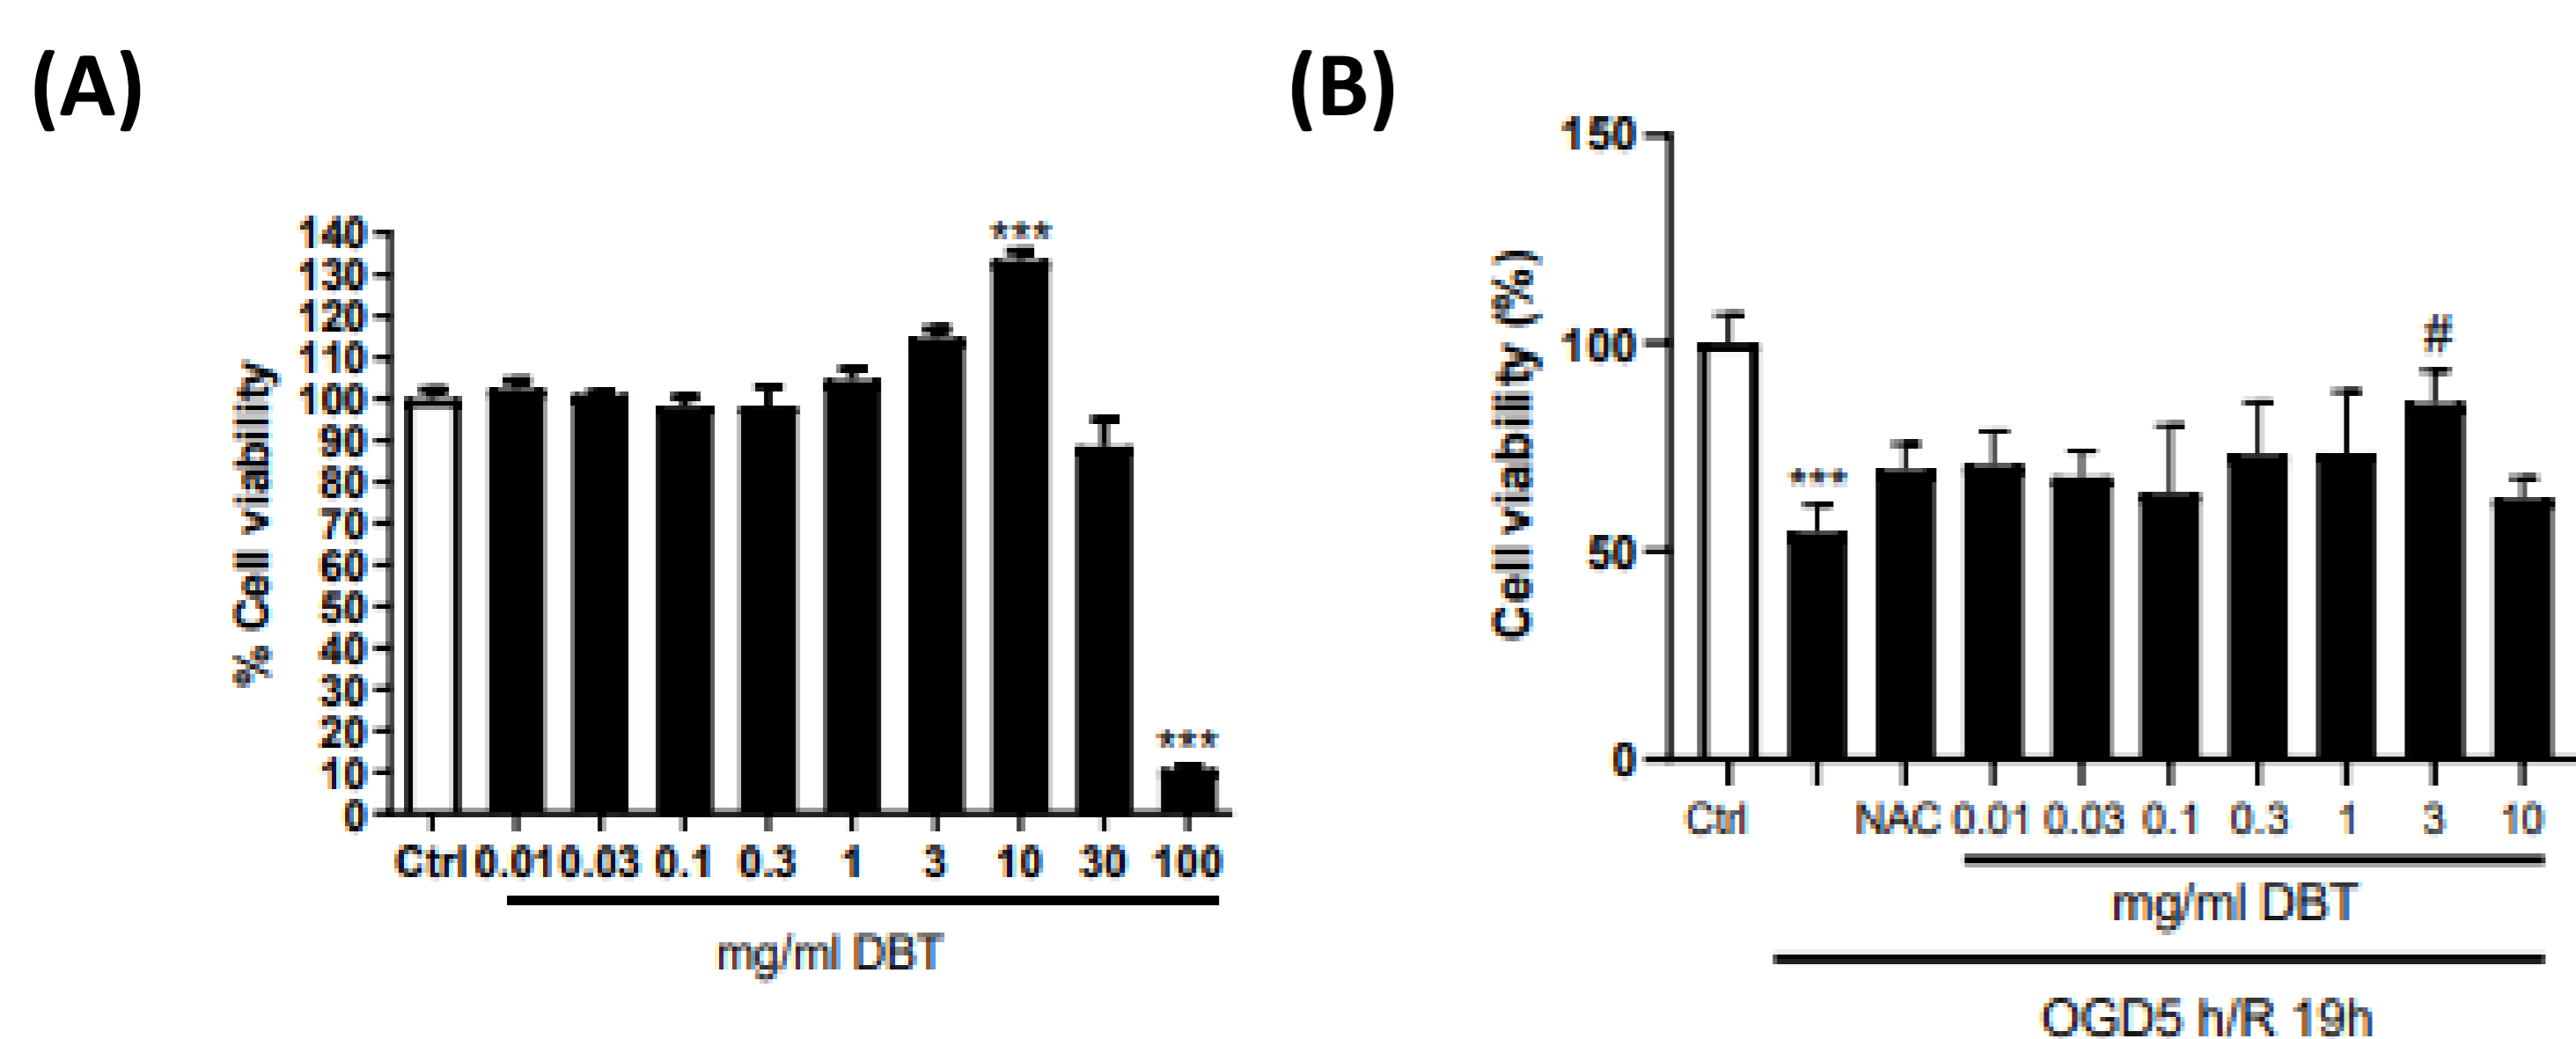 (A)
% Cell viability
140
130
120
110
100
90
80
70
60
50
40
30
20
10
0
***
***
Ctrl 0.01 0.03 0.1 0.3 1 3 10 30 100
mg/ml DBT
(B)
Cell viability (%)
150
100
50
0
***
#
Ctrl NAC 0.01 0.03 0.1 0.3 1 3 10
mg/ml DBT
OGD5 h/R 19h